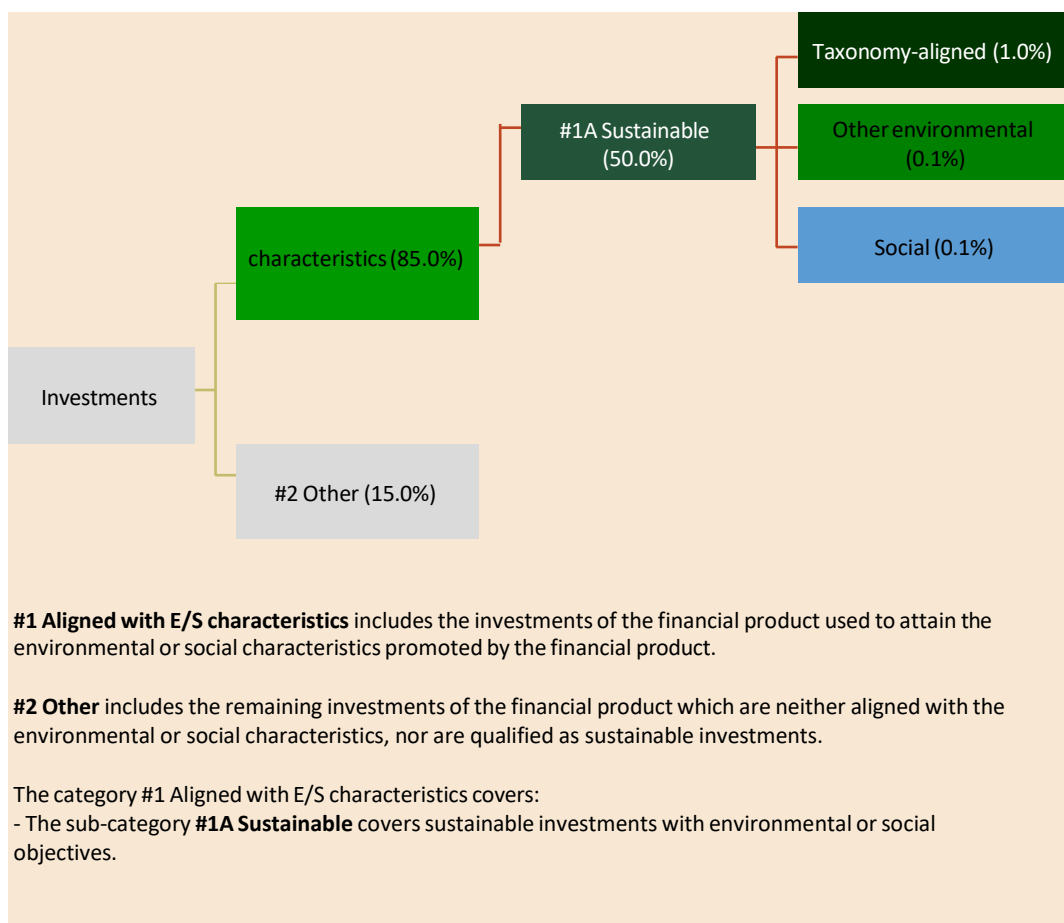 Taxonomy-aligned (1.0%)
#1A Sustainable
(50.0%)
Other environmental
(0.1%)
characteristics (85.0%)
Social (0.1%)
Investments
#2 Other (15.0%)
#1 Aligned with E/S characteristics includes the investments of the financial product used to attain the
environmental or social characteristics promoted by the financial product.
#2 Other includes the remaining investments of the financial product which are neither aligned with the
environmental or social characteristics, nor are qualified as sustainable investments.
The category #1 Aligned with E/S characteristics covers:
- The sub-category #1A Sustainable covers sustainable investments with environmental or social
objectives.